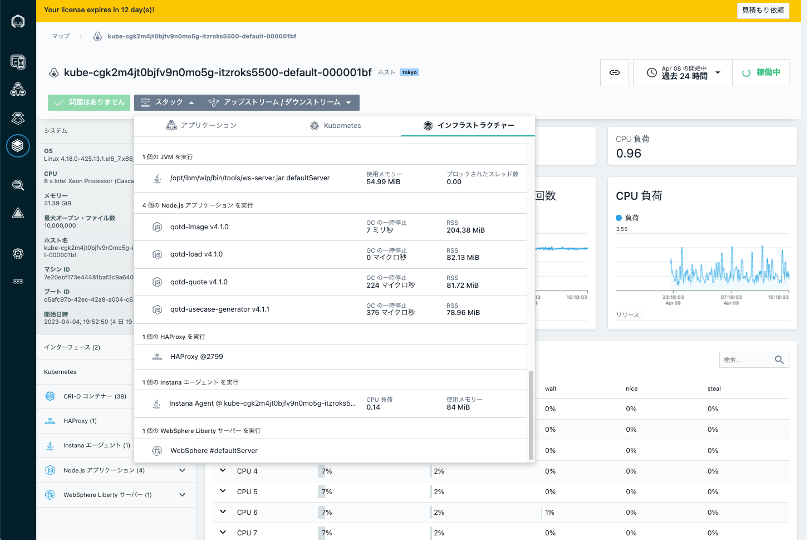 Your license expires in 12 day(s)!
見積もり依頼
マップ
kube-cgk2m4jt0bjfv9n0mo5g-itzroks5500-default-000001bf
kube-cgk2m4jt0bjfv9n0mo5g-itzroks5500-default-000001bf ホスト tokyo
Apr 08 の開始中
過去 24 時間
稼働中
問題はありません
スタック
アップストリーム / ダウンストリーム
アプリケーション
Kubernetes
インフラストラクチャー
システム
OS
Linux 4.18.0-425.13.1.el8_7.x86_
CPU
8 x Intel Xeon Processor (Cascad
メモリー
31.39 GiB
最大オープン・ファイル数
10,000,000
ホスト名
kube-cgk2m4jt0bjfv9n0mo5g-i
t-000001bf
マシン ID
7e20ebf173e44481baf3c9a640
ブート ID
d5afc97b-42ec-42a8-a004-c5
開始日時
2023-04-04, 19:52:50 (4 日 19
インターフェース (2)
Kubernetes
CRI-O コンテナー (38)
HAProxy (1)
Instana エージェント (1)
Node.js アプリケーション (4)
WebSphere Liberty サーバー (1)
1 個の JVM を実行
/opt/ibm/wlp/bin/tools/ws-server.jar defaultServer
使用メモリー
54.99 MiB
ブロックされたスレッド数
0.00
4 個の Node.js アプリケーション を実行
qotd-image v4.1.0
GC の一時停止
7 ミリ秒
RSS
204.38 MiB
qotd-load v4.1.0
GC の一時停止
0 マイクロ秒
RSS
82.13 MiB
qotd-quote v4.1.0
GC の一時停止
224 マイクロ秒
RSS
81.72 MiB
qotd-usecase-generator v4.1.1
GC の一時停止
375 マイクロ秒
RSS
78.96 MiB
1 個の HAProxy を実行
HAProxy @2799
1 個の Instana エージェント を実行
Instana Agent @ kube-cgk2m4jt0bjfv9n0mo5g-itzroks5...
CPU 負荷
0.14
使用メモリー
84 MiB
1 個の WebSphere Liberty サーバー を実行
WebSphere #defaultServer
CPU 負荷
0.96
回数
15:18:03
CPU 負荷
負荷
3.55
23:18:03
Apr 08
07:18:03
Apr 09
15:18:03
リリース
検索...
wait nice steal
0% 0% 0%
0% 0% 0%
0% 0% 0%
CPU 4 7% 2% 0% 0% 0%
CPU 5 7% 2% 0% 0% 0%
CPU 6 7% 2% 1% 0% 0%
CPU 7 7% 2% 0% 0% 0%